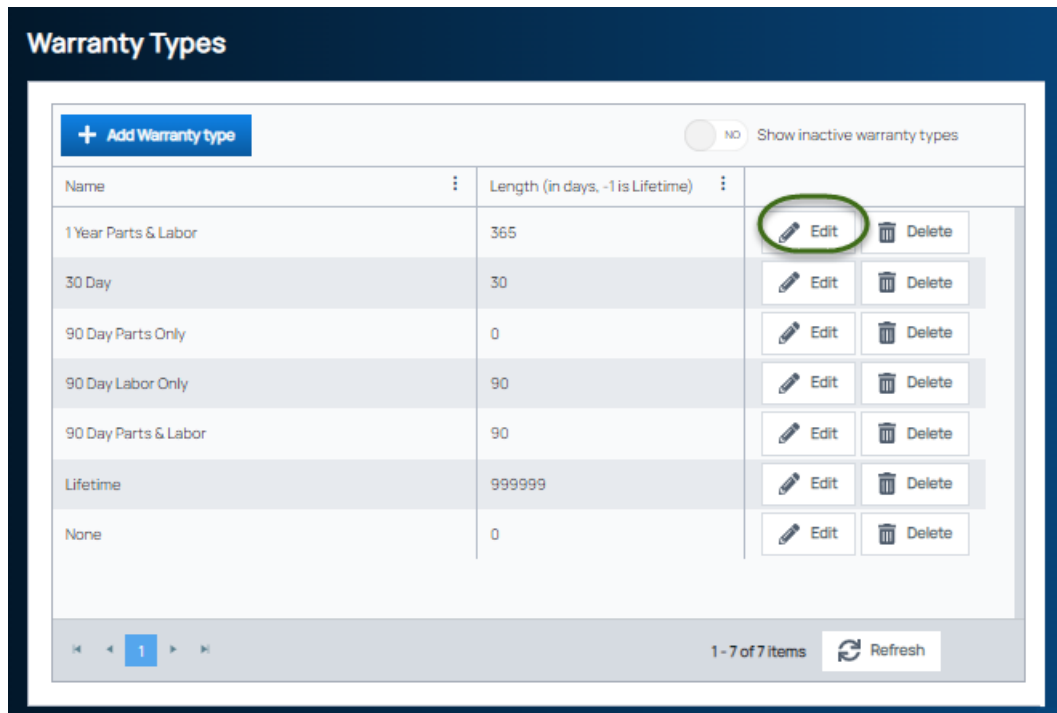 Warranty Types
+ Add Warranty type NO Show inactive warranty types
Name Length (in days, -1 is Lifetime)
1 Year Parts & Labor 365 Edit Delete
30 Day 30 Edit Delete
90 Day Parts Only 0 Edit Delete
90 Day Labor Only 90 Edit Delete
90 Day Parts & Labor 90 Edit Delete
Lifetime 999999 Edit Delete
None 0 Edit Delete
1 1 - 7 of 7 items Refresh